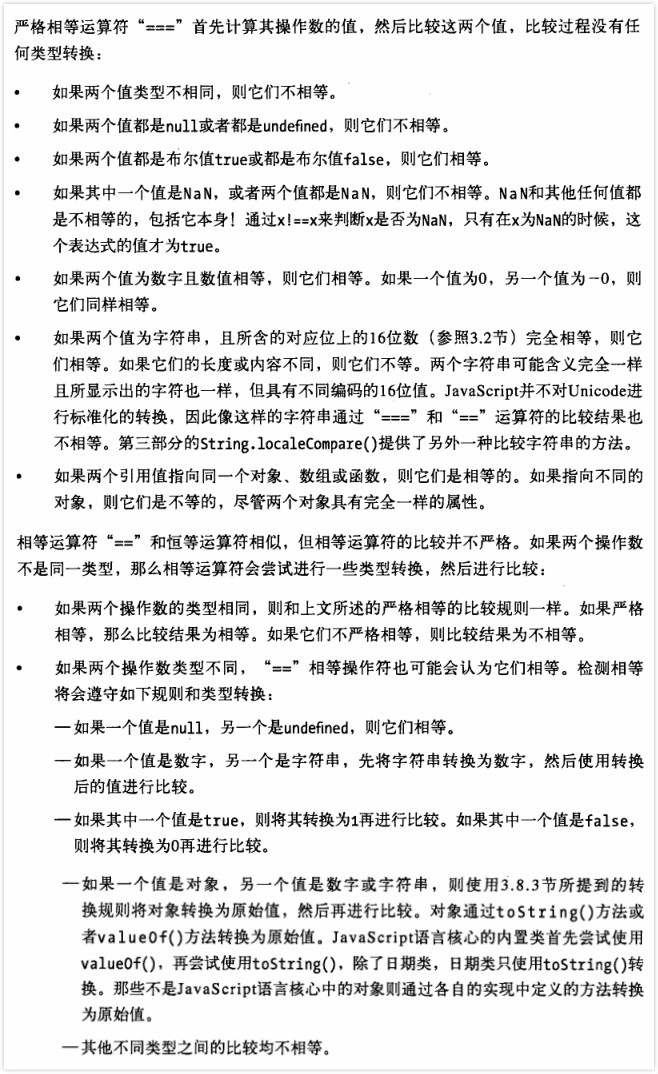 严格相等运算符“===”首先计算其操作数的值，然后比较这两个值，比较过程没有任
何类型转换：
• 如果两个值类型不相同，则它们不相等。
• 如果两个值都是null或者都是undefined，则它们不相等。
• 如果两个值都是布尔值true或都是布尔值false，则它们相等。
• 如果其中一个值是NaN，或者两个值都是NaN，则它们不相等。NaN和其他任何值都
是不相等的，包括它本身！通过x!==x来判断x是否为NaN，只有在x为NaN的时候，这
个表达式的值才为true。
• 如果两个值为数字且数值相等，则它们相等。如果一个值为0，另一个值为－0，则
它们同样相等。
• 如果两个值为字符串，且所含的对应位上的16位数（参照3.2节）完全相等，则它
们相等。如果它们的长度或内容不同，则它们不等。两个字符串可能含义完全一样
且所显示出的字符也一样，但具有不同编码的16位值。JavaScript并不对Unicode进
行标准化的转换，因此像这样的字符串通过“===”和“==”运算符的比较结果也
不相等。第三部分的String.localeCompare()提供了另外一种比较字符串的方法。
• 如果两个引用值指向同一个对象、数组或函数，则它们是相等的。如果指向不同的
对象，则它们是不等的，尽管两个对象具有完全一样的属性。
相等运算符“==”和恒等运算符相似，但相等运算符的比较并不严格。如果两个操作数
不是同一类型，那么相等运算符会尝试进行一些类型转换，然后进行比较：
• 如果两个操作数的类型相同，则和上文所述的严格相等的比较规则一样。如果严格
相等，那么比较结果为相等。如果它们不严格相等，则比较结果为不相等。
• 如果两个操作数类型不同，“==”相等操作符也可能会认为它们相等。检测相等
将会遵守如下规则和类型转换：
—如果一个值是null，另一个是undefined，则它们相等。
—如果一个值是数字，另一个是字符串，先将字符串转换为数字，然后使用转换
后的值进行比较。
—如果其中一个值是true，则将其转换为1再进行比较。如果其中一个值是false，
则将其转换为0再进行比较。
—如果一个值是对象，另一个值是数字或字符串，则使用3.8.3节所提到的转
换规则将对象转换为原始值，然后再进行比较。对象通过toString()方法或
者valueOf()方法转换为原始值。JavaScript语言核心的内置类首先尝试使用
valueOf()，再尝试使用toString()，除了日期类，日期类只使用toString()转
换。那些不是JavaScript语言核心中的对象则通过各自的实现中定义的方法转换
为原始值。
—其他不同类型之间的比较均不相等。